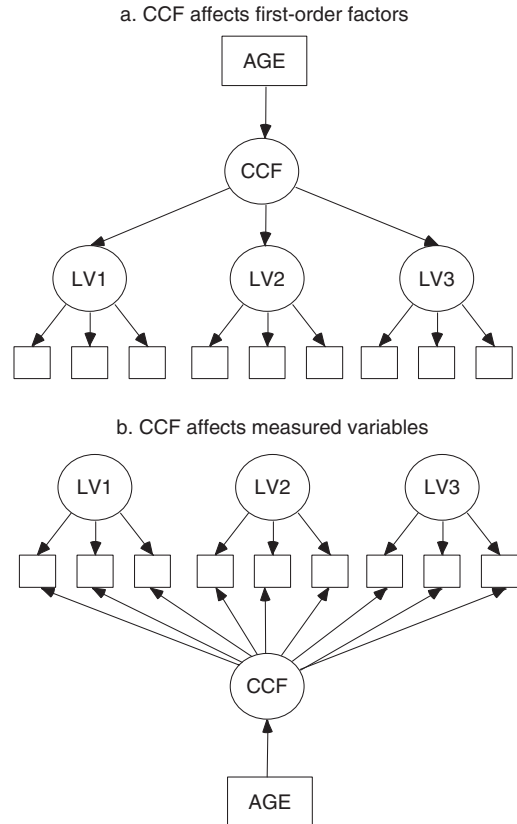 a. CCF affects first-order factors
AGE
CCF
LV1 LV2 LV3
b. CCF affects measured variables
LV1 LV2 LV3
CCF
AGE